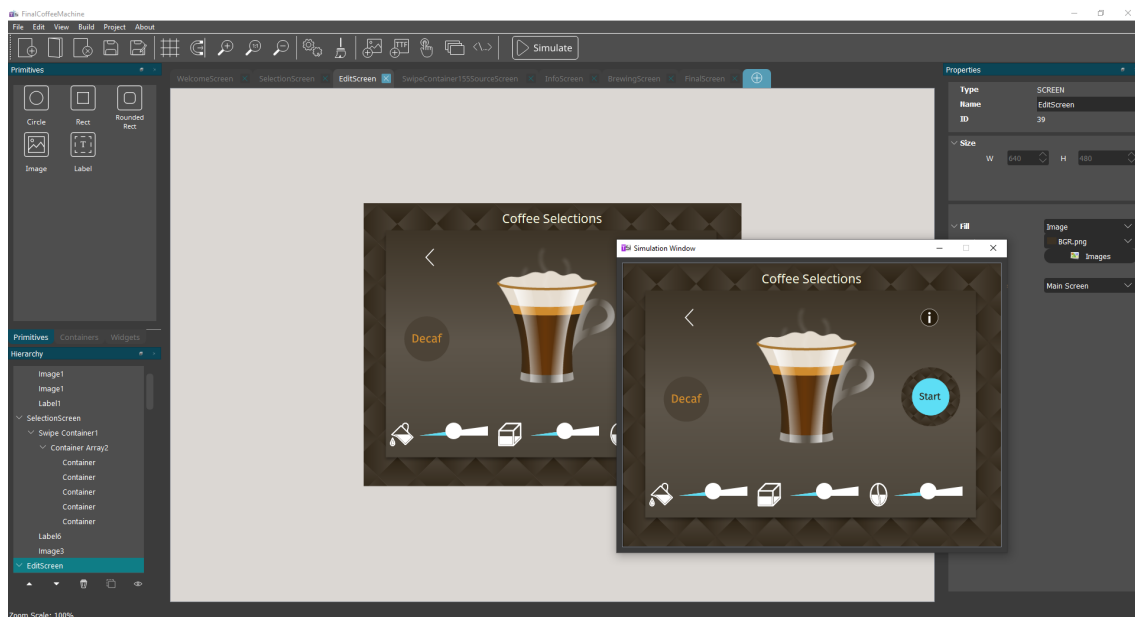 FinalCoffeeMachine
File Edit View Build Project About
TTF
Simulate
Primitives
Circle
Rect
Rounded
Rect
T
Image
Label
Primitives Containers Widgets
Hierarchy
Image1
Image1
Label1
SelectionScreen
Swipe Container1
Container Array2
Container
Container
Container
Container
Container
Label6
Image3
EditScreen
Zoom Scale: 100%
WelcomeScreen SelectionScreen EditScreen SwipeContainer155SourceScreen InfoScreen BrewingScreen FinalScreen
Coffee Selections
Decaf
Simulation Window
Coffee Selections
i
Decaf
Start
Properties
Type SCREEN
Name EditScreen
ID 39
Size
W 640 H 480
Fill Image
BGR.png
Images
Main Screen